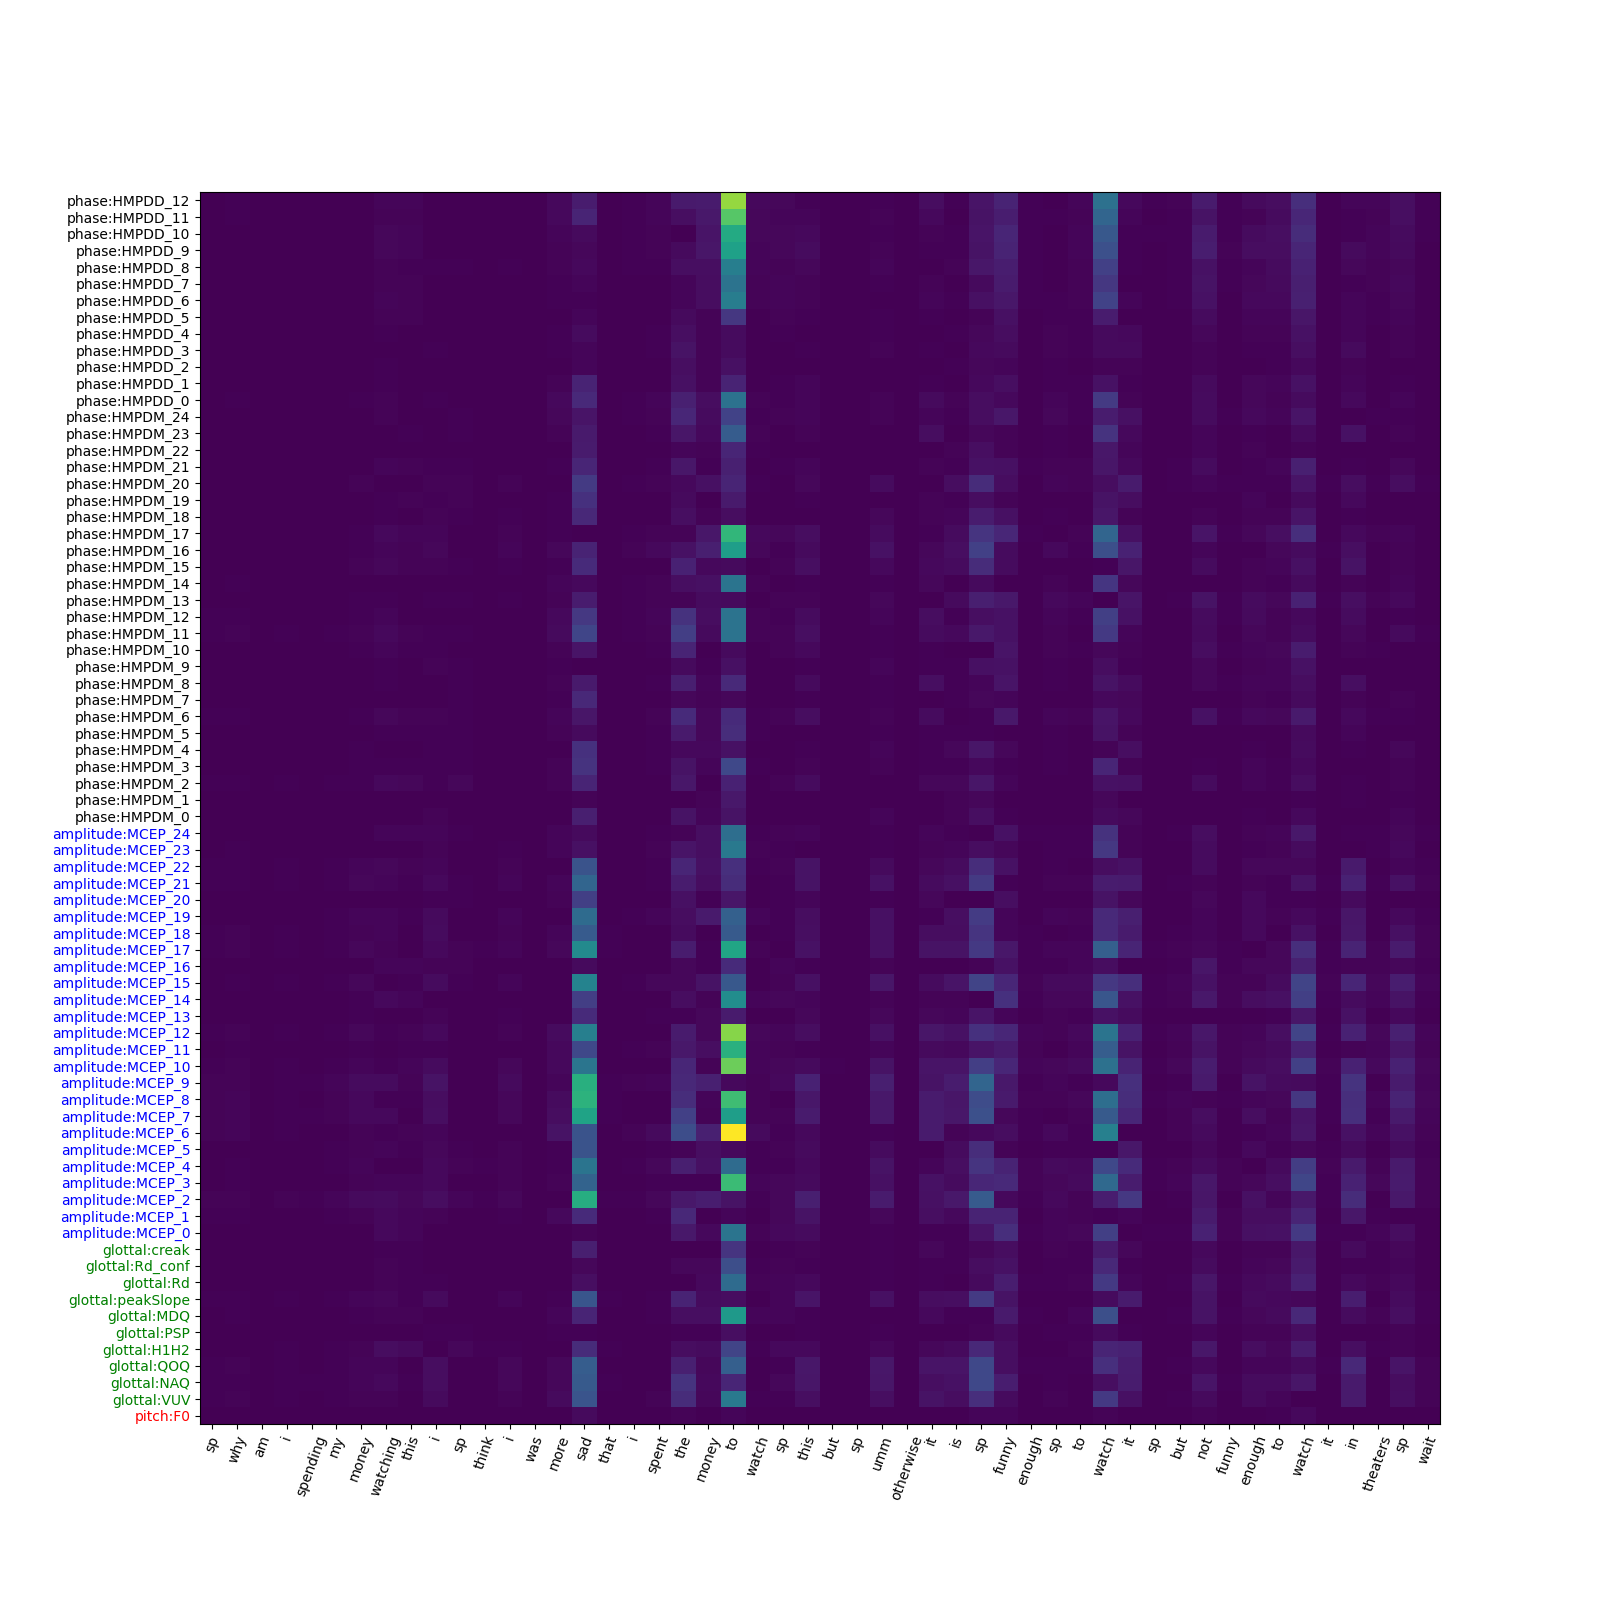 phase:HMPDD_12
phase:HMPDD_11
phase:HMPDD_10
phase:HMPDD_9
phase:HMPDD_8
phase:HMPDD_7
phase:HMPDD_6
phase:HMPDD_5
phase:HMPDD_4
phase:HMPDD_3
phase:HMPDD_2
phase:HMPDD_1
phase:HMPDD_0
phase:HMPDM_24
phase:HMPDM_23
phase:HMPDM_22
phase:HMPDM_21
phase:HMPDM_20
phase:HMPDM_19
phase:HMPDM_18
phase:HMPDM_17
phase:HMPDM_16
phase:HMPDM_15
phase:HMPDM_14
phase:HMPDM_13
phase:HMPDM_12
phase:HMPDM_11
phase:HMPDM_10
phase:HMPDM_9
phase:HMPDM_8
phase:HMPDM_7
phase:HMPDM_6
phase:HMPDM_5
phase:HMPDM_4
phase:HMPDM_3
phase:HMPDM_2
phase:HMPDM_1
phase:HMPDM_0
amplitude:MCEP_24
amplitude:MCEP_23
amplitude:MCEP_22
amplitude:MCEP_21
amplitude:MCEP_20
amplitude:MCEP_19
amplitude:MCEP_18
amplitude:MCEP_17
amplitude:MCEP_16
amplitude:MCEP_15
amplitude:MCEP_14
amplitude:MCEP_13
amplitude:MCEP_12
amplitude:MCEP_11
amplitude:MCEP_10
amplitude:MCEP_9
amplitude:MCEP_8
amplitude:MCEP_7
amplitude:MCEP_6
amplitude:MCEP_5
amplitude:MCEP_4
amplitude:MCEP_3
amplitude:MCEP_2
amplitude:MCEP_1
amplitude:MCEP_0
glottal:creak
glottal:Rd_conf
glottal:Rd
glottal:peakSlope
glottal:MDQ
glottal:PSP
glottal:H1H2
glottal:QOQ
glottal:NAQ
glottal:VUV
pitch:F0
sp
why
am
i
spending
my
money
watching
this
i
sp
think
i
was
more
sad
that
i
spent
the
money
to
watch
sp
this
but
sp
umm
otherwise
it
is
sp
funny
enough
sp
to
watch
it
sp
but
not
funny
enough
to
watch
it
in
theaters
sp
wait